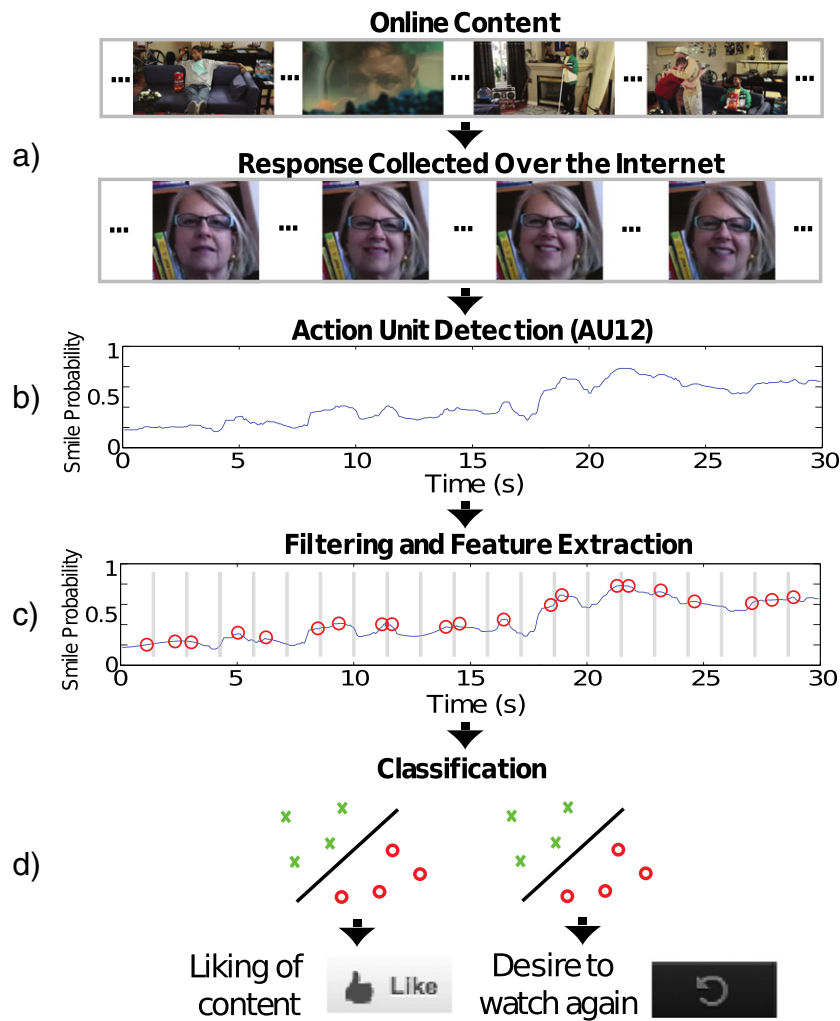 Online Content
... ... ... ... ...
a)
Response Collected Over the Internet
... ... ... ... ...
Action Unit Detection (AU12)
b)
Smile Probability
1
0.5
0
0 5 10 15 20 25 30
Time (s)
Filtering and Feature Extraction
c)
Smile Probability
1
0.5
0
0 5 10 15 20 25 30
Time (s)
Classification
d)
Liking of
content
Like
Desire to
watch again